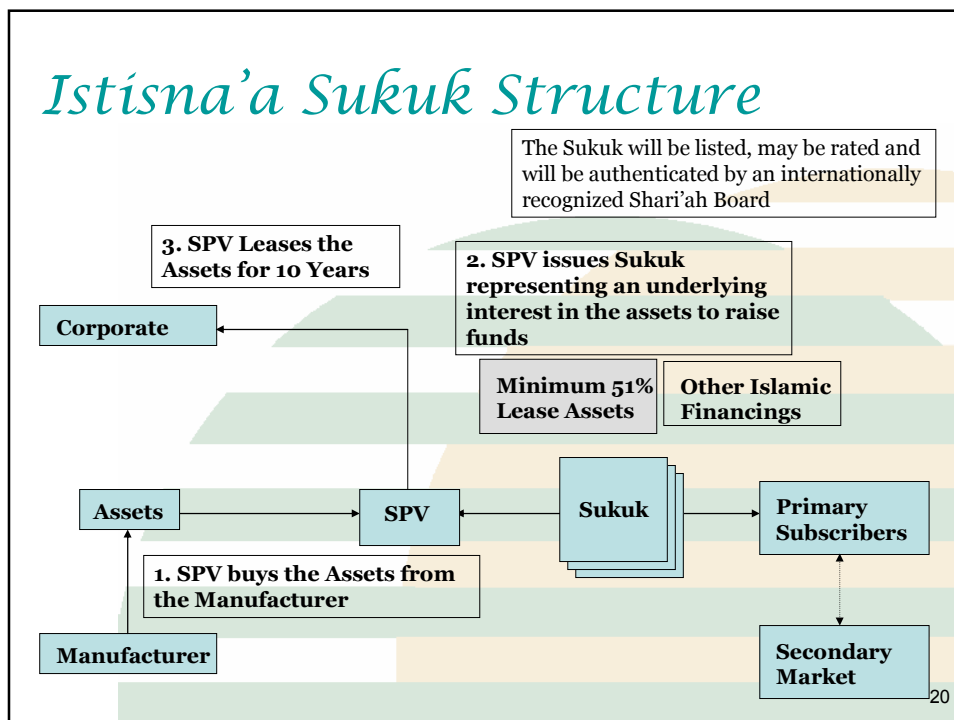 Istisna’a Sukuk Structure
The Sukuk will be listed, may be rated and
will be authenticated by an internationally
recognized Shari’ah Board
3. SPV Leases the
Assets for 10 Years
2. SPV issues Sukuk
representing an underlying
interest in the assets to raise
funds
Corporate
Minimum 51%
Lease Assets
Other Islamic
Financings
Assets
SPV
Sukuk
Primary
Subscribers
1. SPV buys the Assets from
the Manufacturer
Manufacturer
Secondary
Market
20